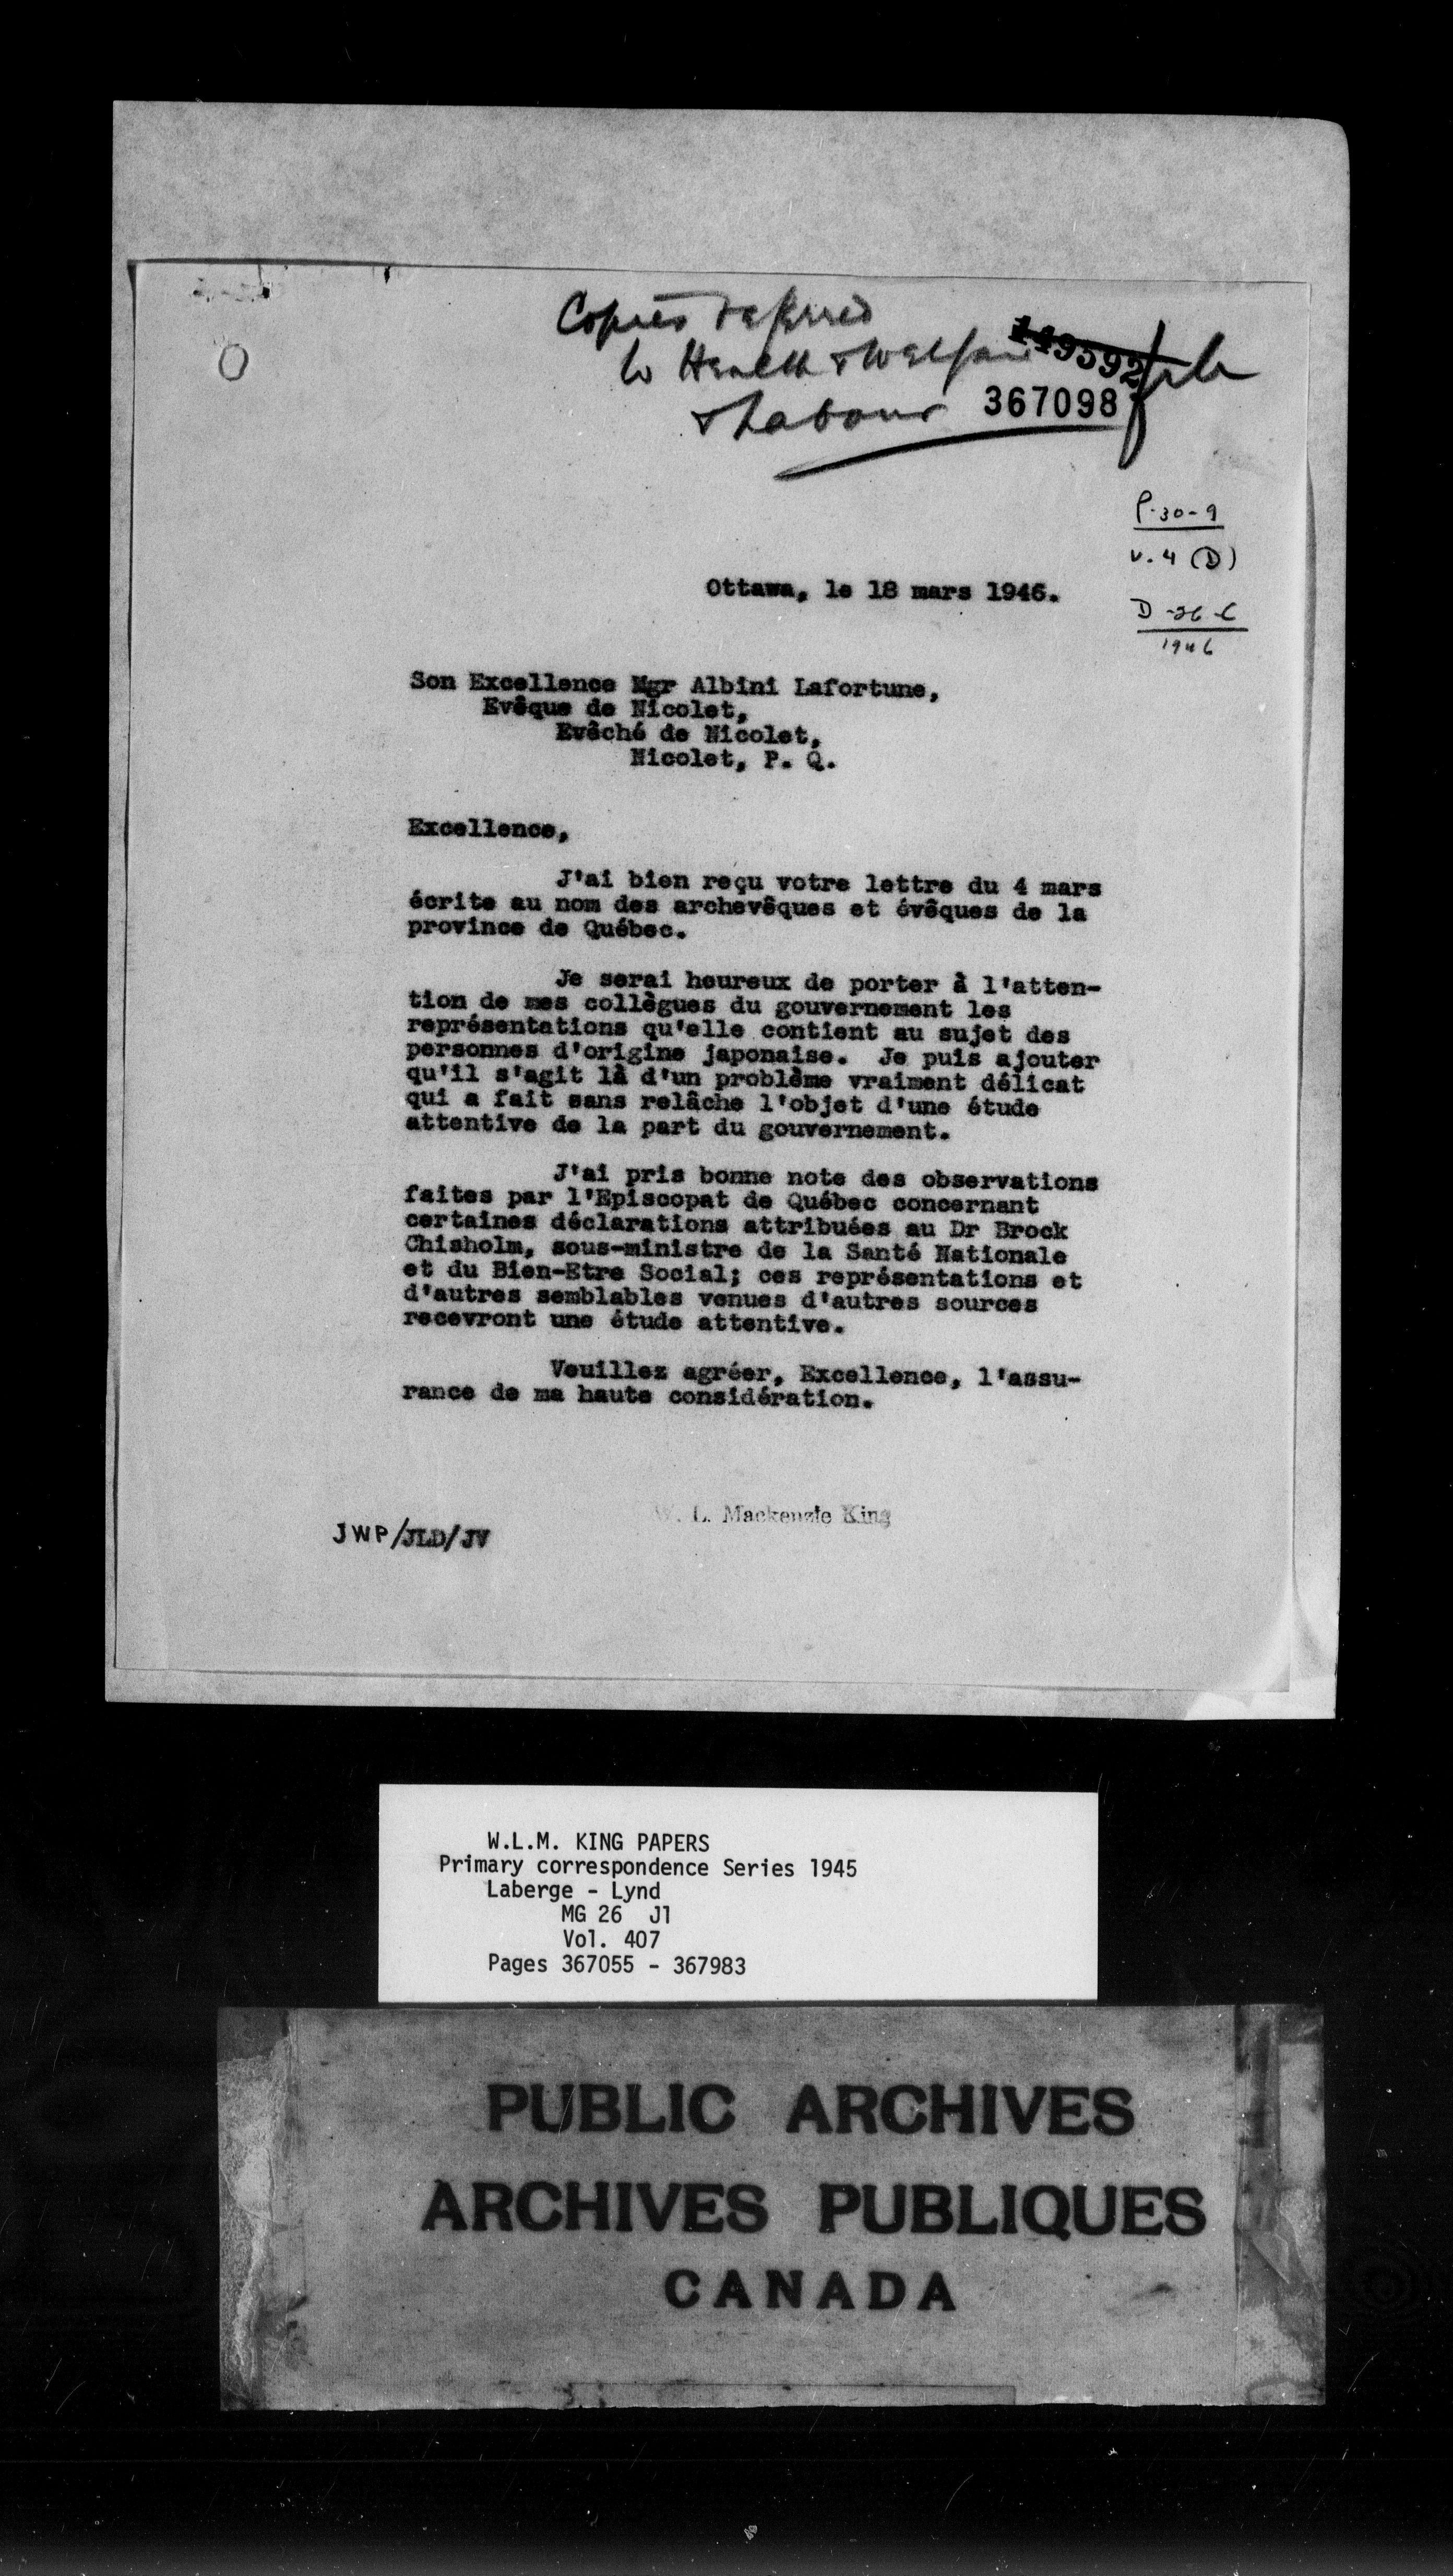 Copies referred
to Health & Welfare
& Labour
149592
file
367098
P-30-9
v. 4 (D)
D-26-C
1946
Ottawa, le 18 mars 1946.
Son Excellence Mgr Albini Lafortune,
Evêque de Nicolet,
Evêché de Nicolet,
Nicolet, P. Q.
Excellence,
J'ai bien reçu votre lettre du 4 mars
écrite au nom des archevêques et évêques de la
province de Québec.
Je serai heureux de porter à l'atten-
tion de mes collègues du gouvernement les
représentations qu'elle contient au sujet des
personnes d'origine japonaise. Je puis ajouter
qu'il s'agit là d'un problème vraiment délicat
qui a fait sans relâche l'objet d'une étude
attentive de la part du gouvernement.
J'ai pris bonne note des observations
faites par l'Episcopat de Québec concernant
certaines déclarations attribuées au Dr Brock
Chisholm, sous-ministre de la Santé Nationale
et du Bien-Etre Social; ces représentations et
d'autres semblables venues d'autres sources
recevront une étude attentive.
Veuillez agréer, Excellence, l'assu-
rance de ma haute considération.
W. L. Mackenzie King
JWP/JLD/JV
W.L.M. KING PAPERS
Primary correspondence Series 1945
Laberge - Lynd
MG 26 J1
Vol. 407
Pages 367055 - 367983
PUBLIC ARCHIVES
ARCHIVES PUBLIQUES
CANADA